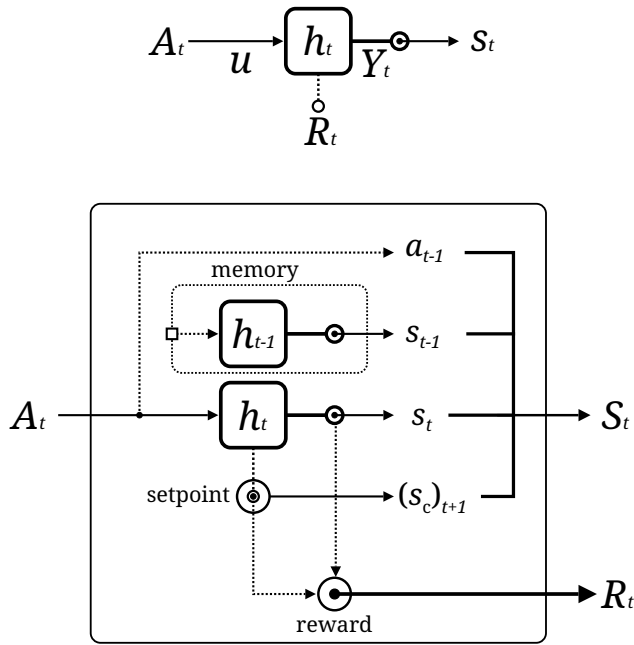 Aₜ u hₜ Yₜ sₜ
Rₜ
aₜ₋₁
memory
hₜ₋₁ sₜ₋₁
Aₜ hₜ sₜ Sₜ
setpoint (s_c)ₜ₊₁
Rₜ
reward